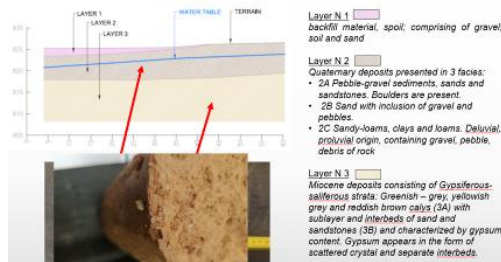 LAYER 1
LAYER 2
LAYER 3
WATER TABLE
TERRAIN
Layer N 1
backfill material, spoil; comprising of gravel,
soil and sand
Layer N 2
Quaternary deposits presented in 3 facies:
• 2A Pebble-gravel sediments, sands and
sandstones. Boulders are present.
• 2B Sand with inclusion of gravel and
pebbles.
• 2C Sandy-loams, clays and loams. Deluvial,
proluvial origin, containing gravel, pebble,
debris of rock
Layer N 3
Miocene deposits consisting of Gypsiferous-
saliferous strata: Greenish – grey, yellowish
grey and reddish brown calys (3A) with
sublayer and interbeds of sand and
sandstones (3B) and characterized by gypsum
content. Gypsum appears in the form of
scattered crystal and separate interbeds.